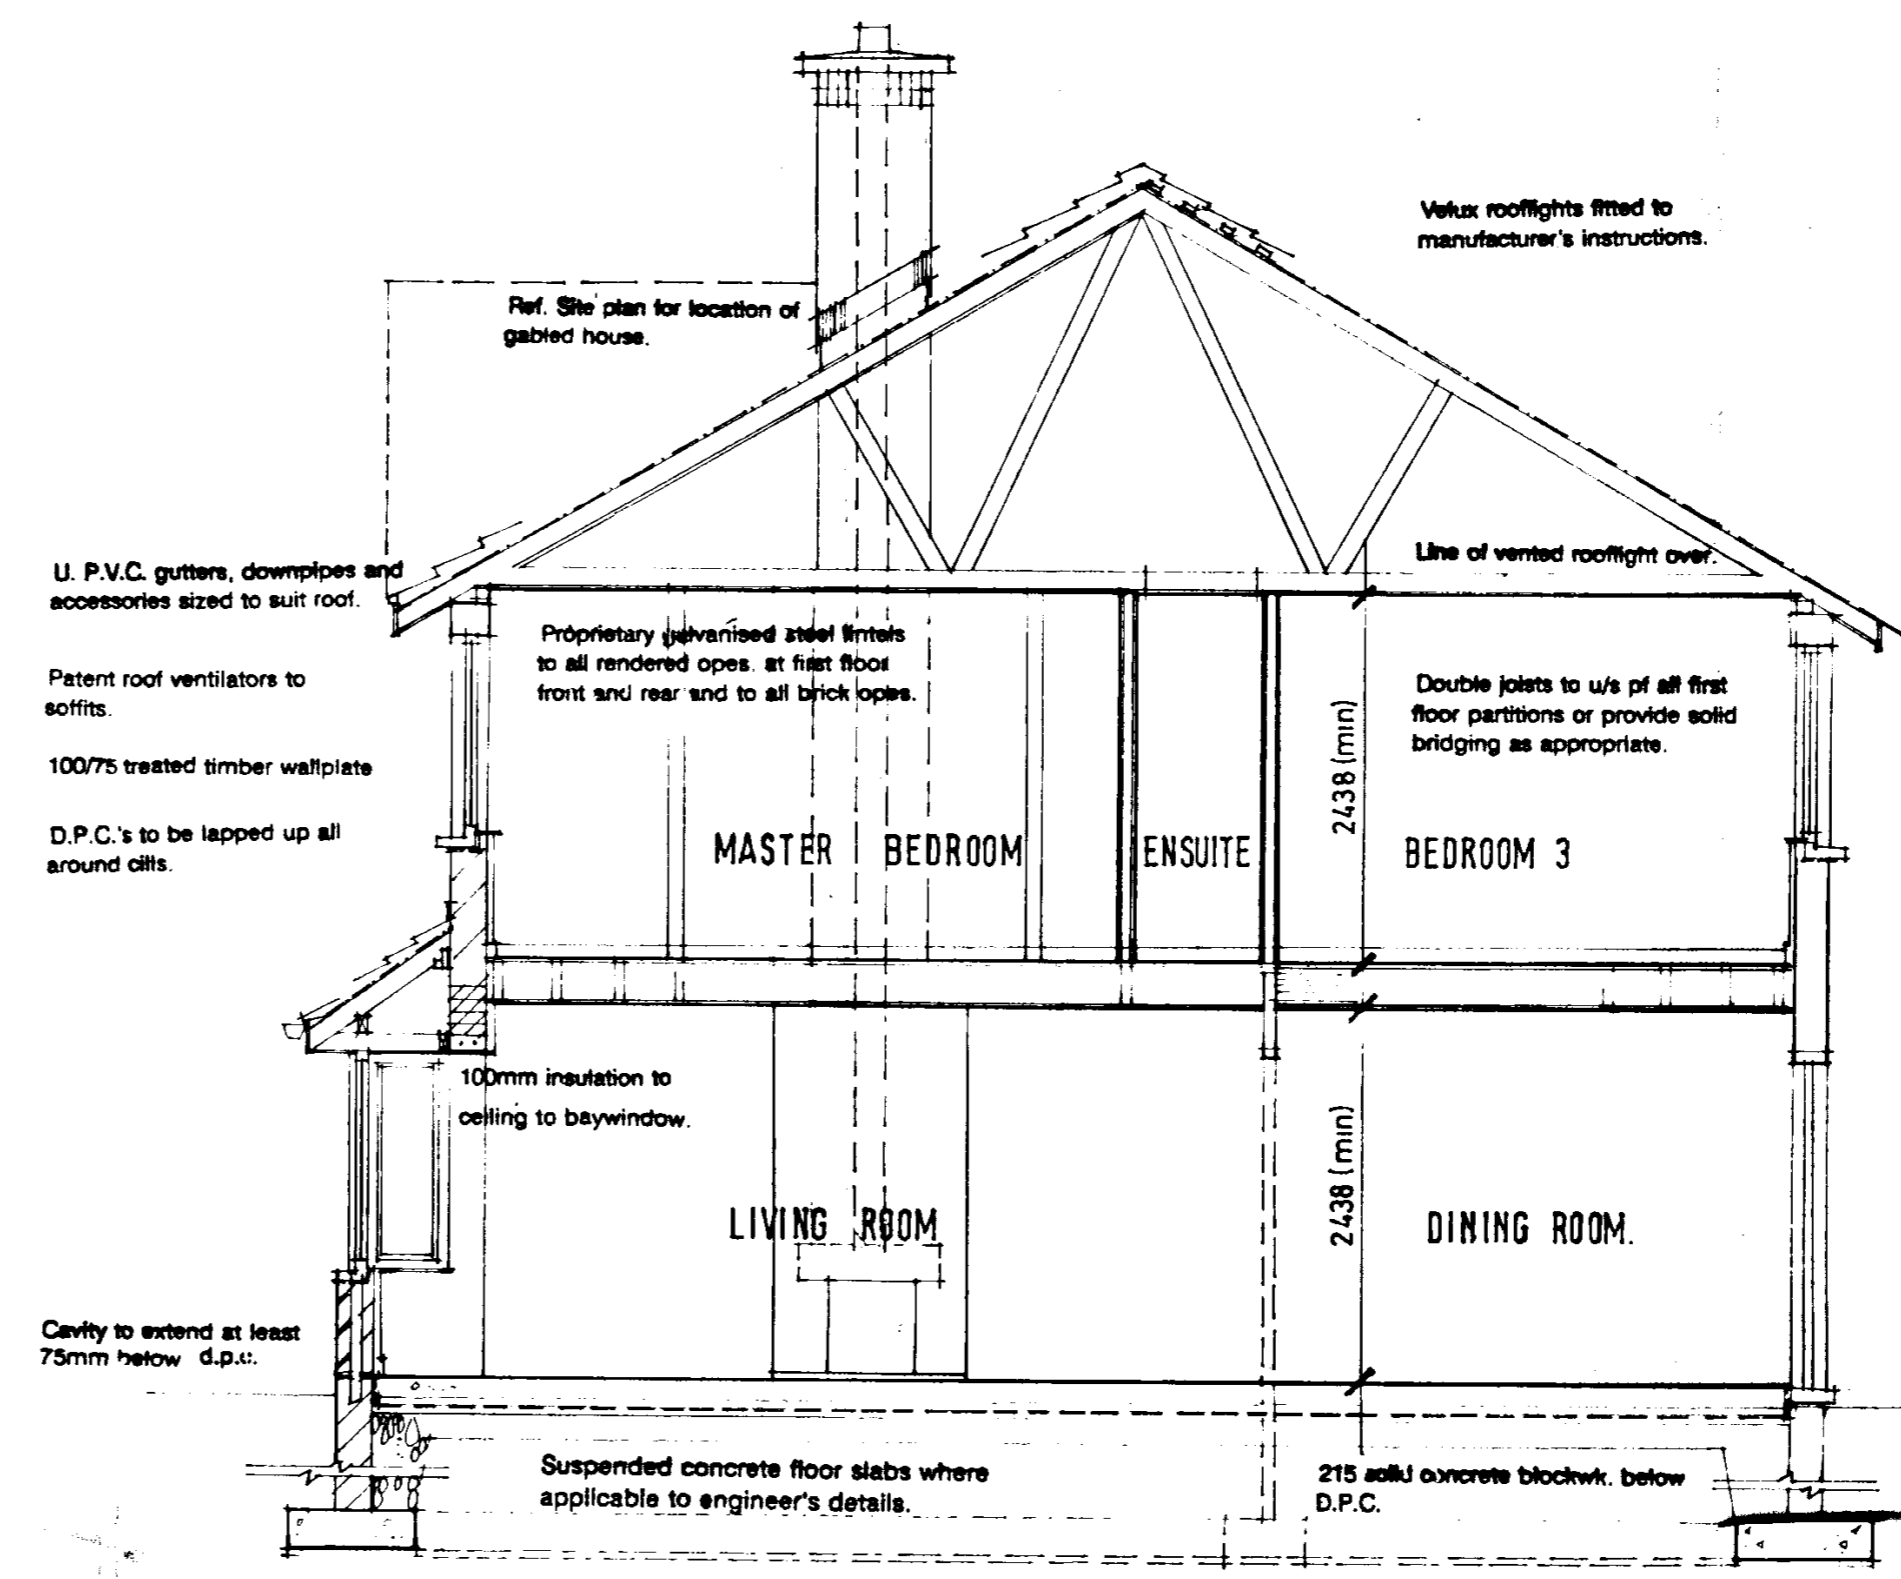 Velux rooflights fitted to
manufacturer's instructions.
Ref. Site plan for location of
gabled house.
Line of vented rooflight over.
U. P.V.C. gutters, downpipes and
accessories sized to suit roof.
Proprietary galvanised steel lintels
to all rendered opes. at first floor
front and rear and to all brick opes.
Patent roof ventilators to
soffits.
Double joists to u/s pf all first
floor partitions or provide solid
bridging as appropriate.
100/75 treated timber wallplate
2438 (min)
D.P.C.'s to be lapped up all
around cills.
MASTER BEDROOM
ENSUITE
BEDROOM 3
100mm insulation to
ceiling to baywindow.
2438 (min)
LIVING ROOM
DINING ROOM.
Cavity to extend at least
75mm below d.p.c.
Suspended concrete floor slabs where
applicable to engineer's details.
215 solid concrete blockwk. below
D.P.C.